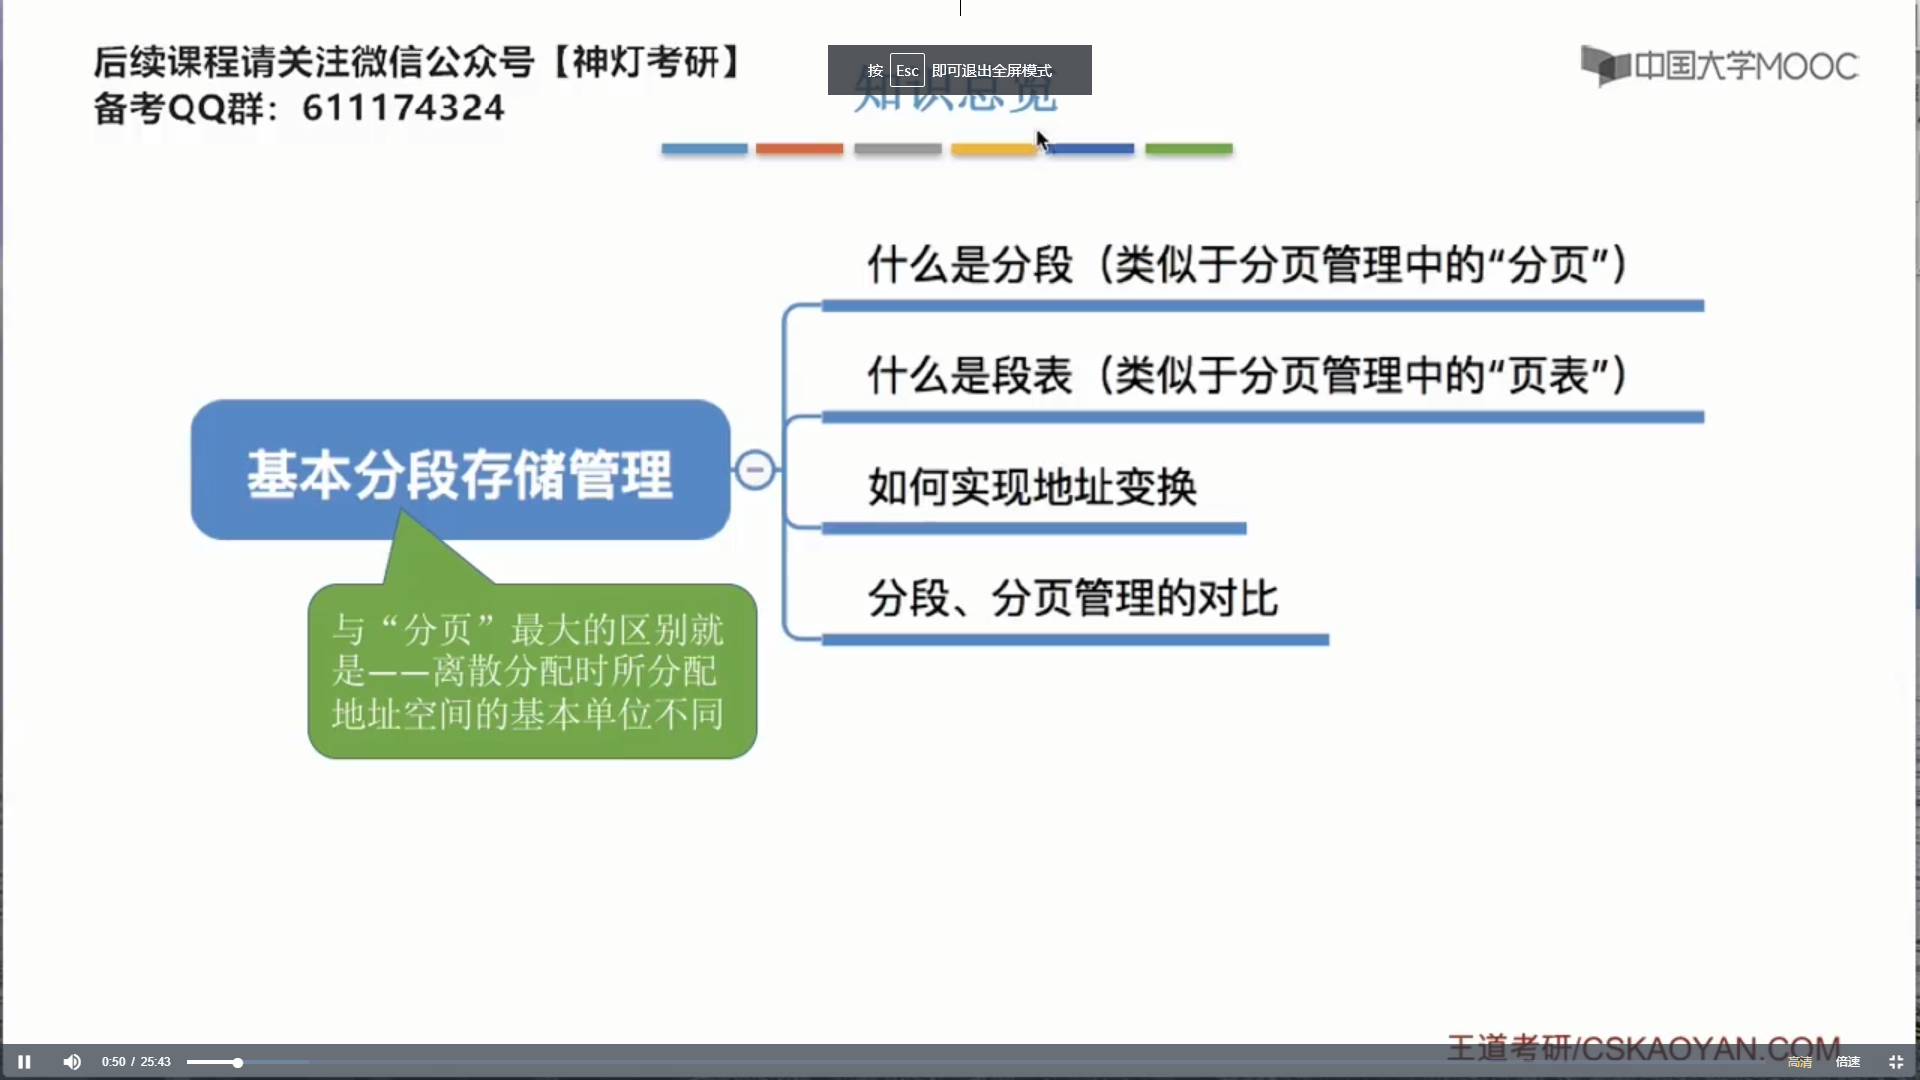 后续课程请关注微信公众号【神灯考研】
备考QQ群：611174324
按 Esc 即可退出全屏模式
知识总览
中国大学MOOC
什么是分段（类似于分页管理中的“分页”）
什么是段表（类似于分页管理中的“页表”）
基本分段存储管理
如何实现地址变换
分段、分页管理的对比
与“分页”最大的区别就
是——离散分配时所分配
地址空间的基本单位不同
王道考研/CSKAOYAN.COM
0:50 / 25:43
高清
倍速